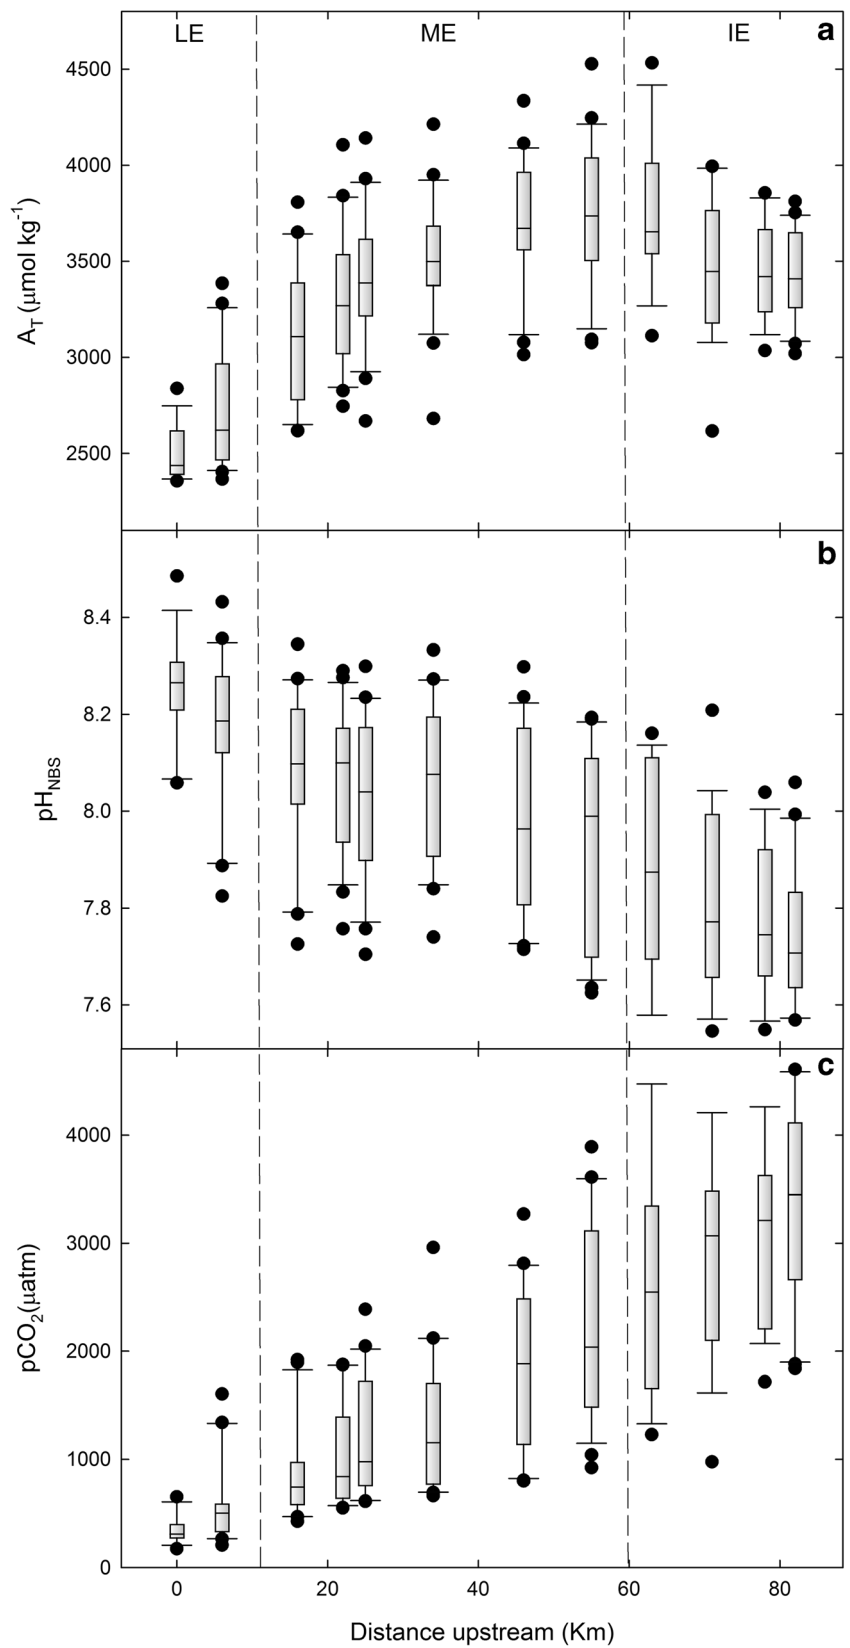 LE ME IE a
4500
4000
3500
3000
2500
A_T (μmol kg⁻¹)
b
8.4
8.2
8.0
7.8
7.6
pH_NBS
c
4000
3000
2000
1000
0
pCO₂(μatm)
0 20 40 60 80
Distance upstream (Km)